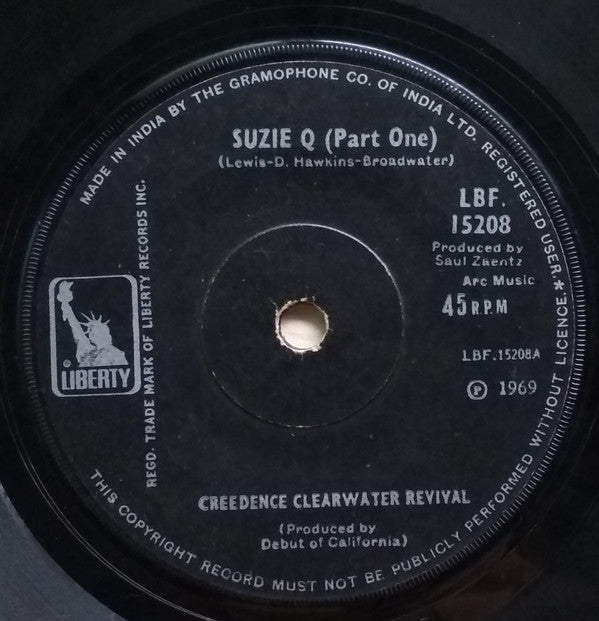 MADE IN INDIA BY THE GRAMOPHONE CO. OF INDIA LTD. REGISTERED USER.★
SUZIE Q (Part One)
(Lewis-D. Hawkins-Broadwater)
LBF.
15208
Produced by
Saul Zaentz
Arc Music
45 R.P.M
LBF.15208A
Ⓟ 1969
® LIBERTY
REGD. TRADE MARK OF LIBERTY RECORDS INC.
CREEDENCE CLEARWATER REVIVAL
(Produced by
Debut of California)
THIS COPYRIGHT RECORD MUST NOT BE PUBLICLY PERFORMED WITHOUT LICENCE.